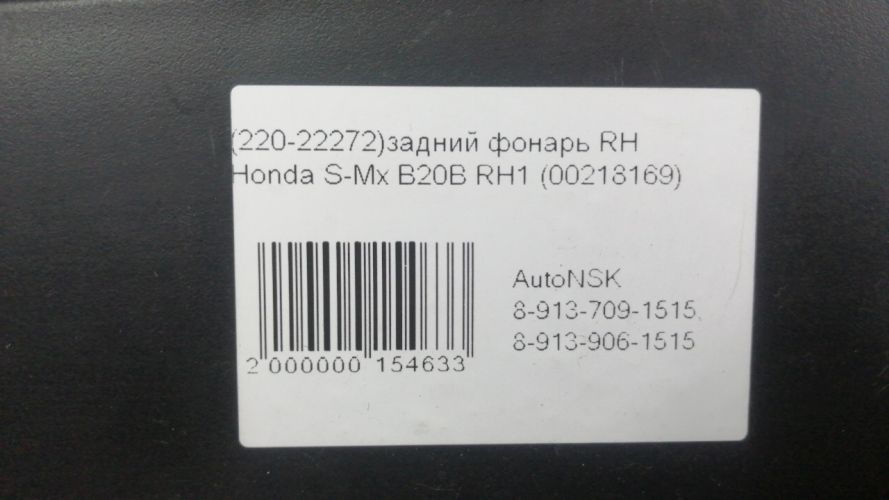 (220-22272)задний фонарь RH
Honda S-Mx B20B RH1 (00218169)
AutoNSK
8-913-709-1515,
8-913-906-1515
2 000000 154633